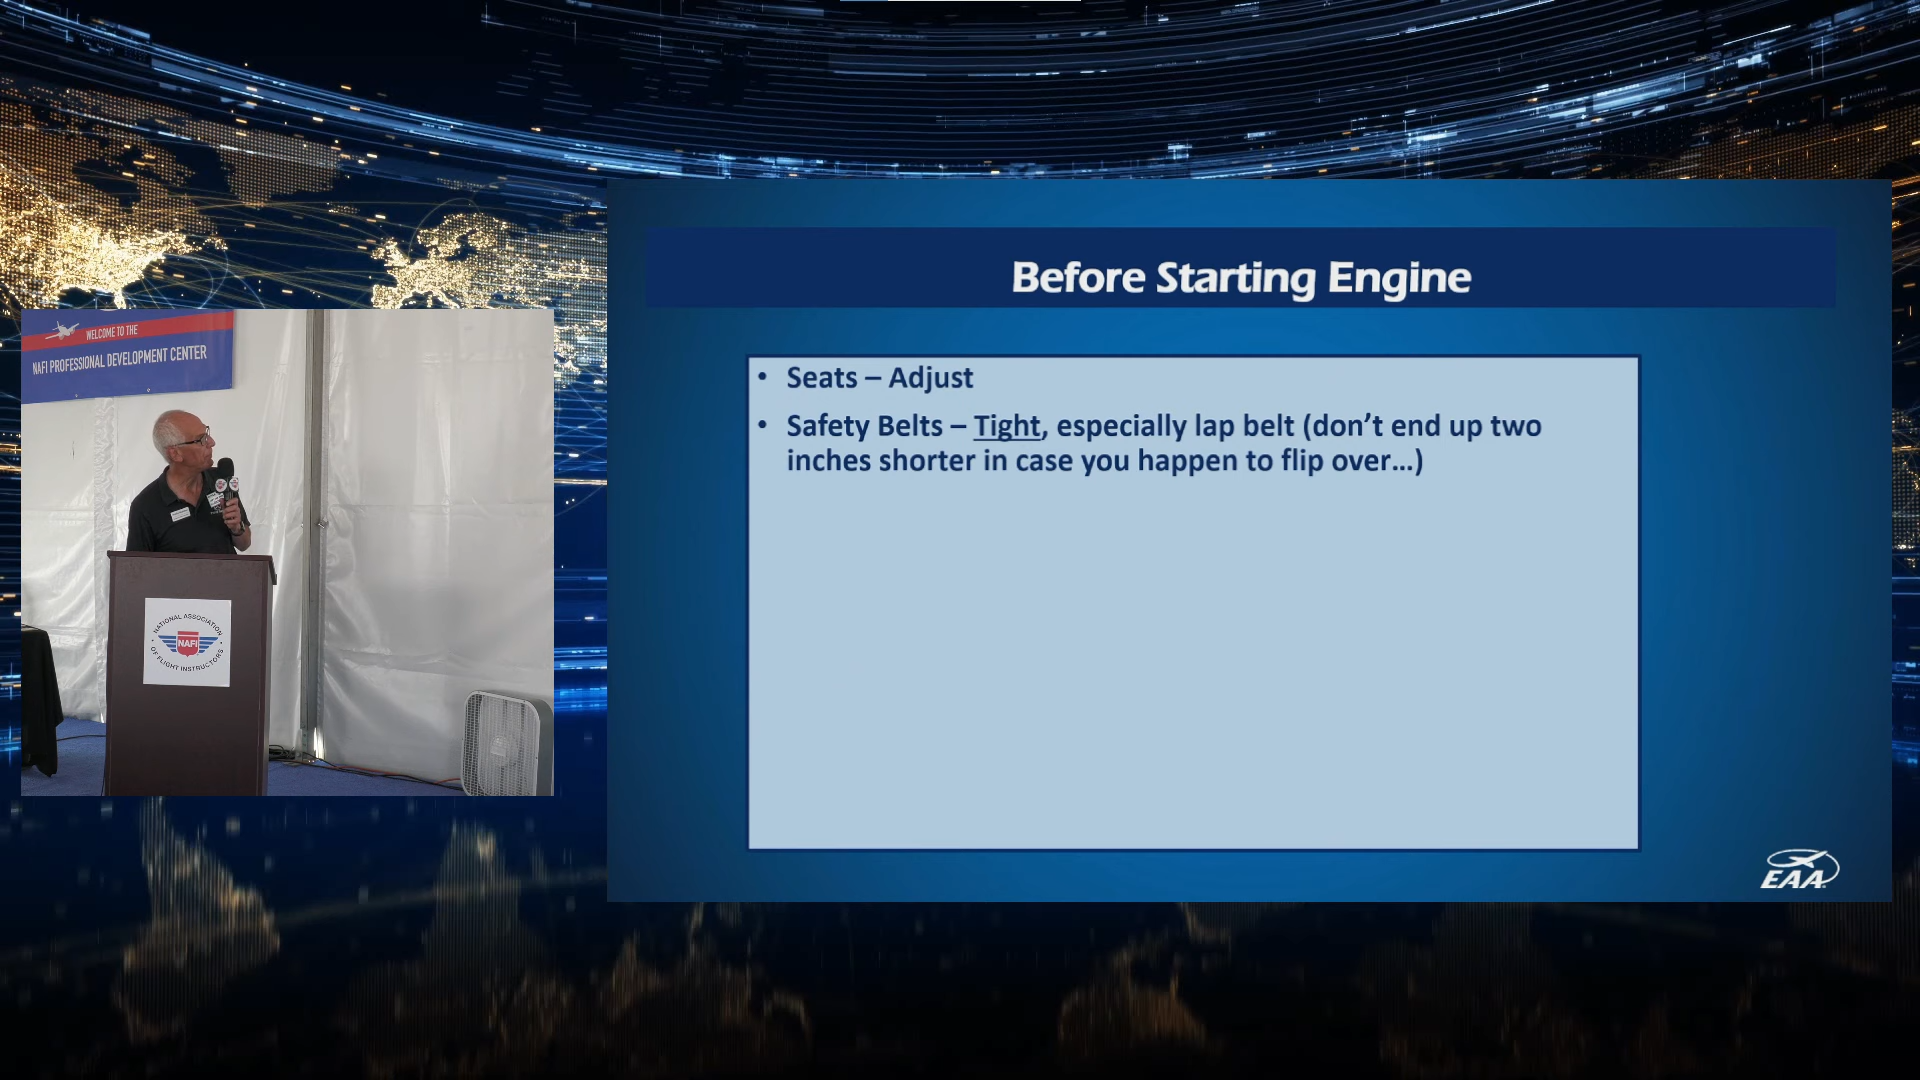 WELCOME TO THE
NAFI PROFESSIONAL DEVELOPMENT CENTER
NATIONAL ASSOCIATION
NAFI
OF FLIGHT INSTRUCTORS
Before Starting Engine
• Seats – Adjust
• Safety Belts – Tight, especially lap belt (don’t end up two
inches shorter in case you happen to flip over…)
EAA